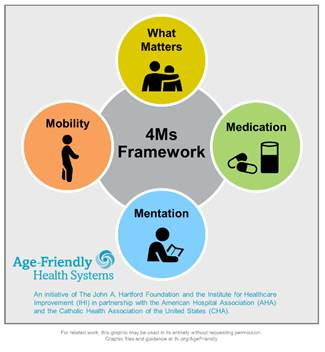 What
Matters
Mobility
4Ms
Framework
Medication
Mentation
Age-Friendly
Health Systems
An initiative of The John A. Hartford Foundation and the Institute for Healthcare
Improvement (IHI) in partnership with the American Hospital Association (AHA)
and the Catholic Health Association of the United States (CHA).
For related work, this graphic may be used in its entirety without requesting permission.
Graphic files and guidance at ihi.org/AgeFriendly